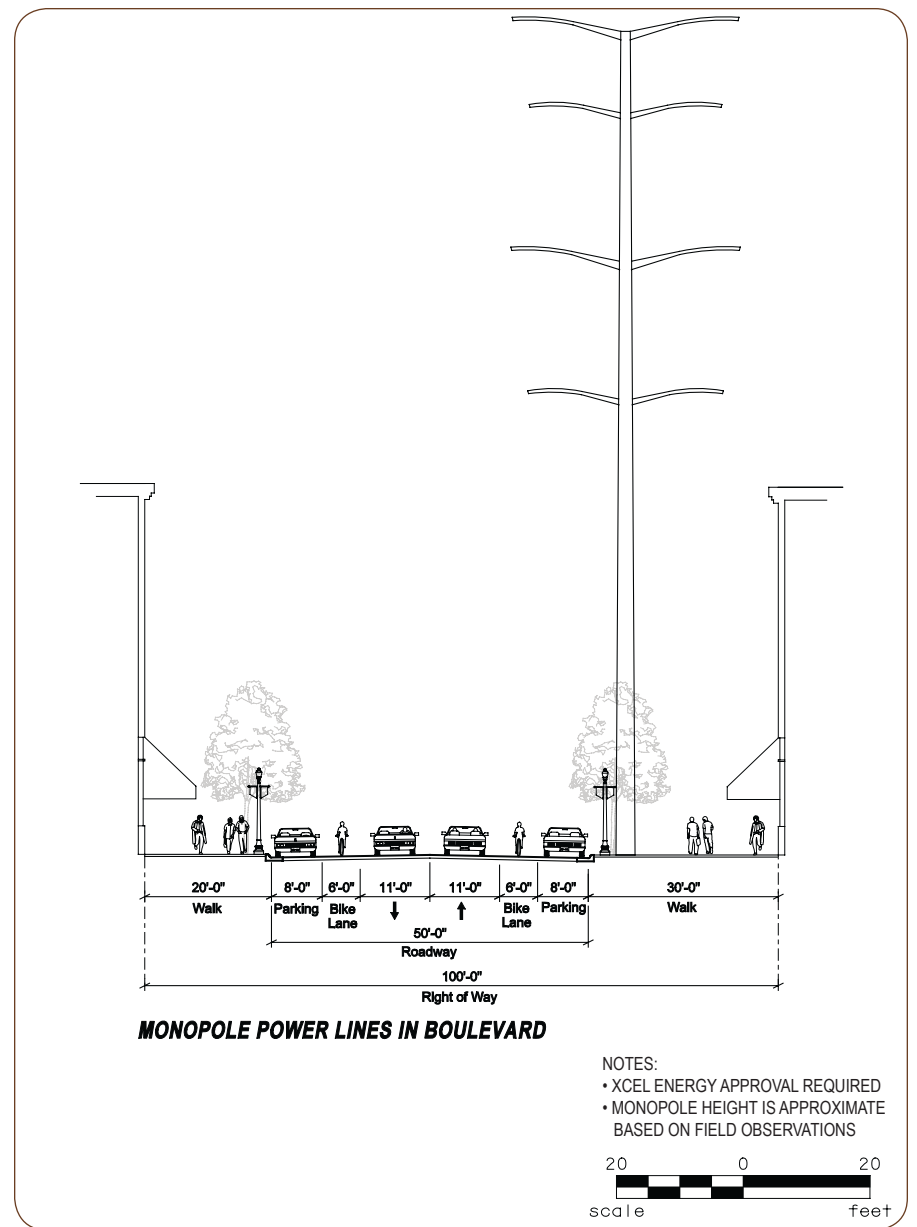 20'-0" 8'-0" 6'-0" 11'-0" 11'-0" 6'-0" 8'-0" 30'-0"
Walk Parking Bike Lane Bike Lane Parking Walk
50'-0"
Roadway
100'-0"
Right of Way
MONOPOLE POWER LINES IN BOULEVARD
NOTES:
• XCEL ENERGY APPROVAL REQUIRED
• MONOPOLE HEIGHT IS APPROXIMATE
BASED ON FIELD OBSERVATIONS
20 0 20
scale feet